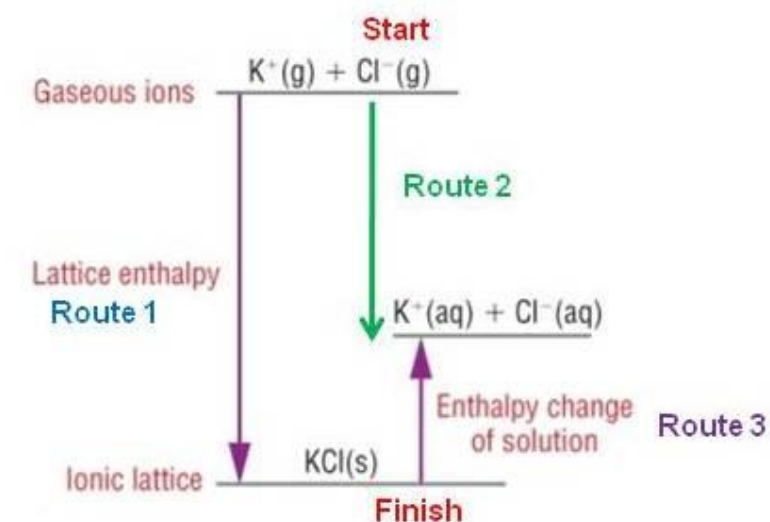 Start
K⁺(g) + Cl⁻(g)
Gaseous ions
Route 2
Lattice enthalpy
Route 1
K⁺(aq) + Cl⁻(aq)
Enthalpy change
of solution
Route 3
KCl(s)
Ionic lattice
Finish